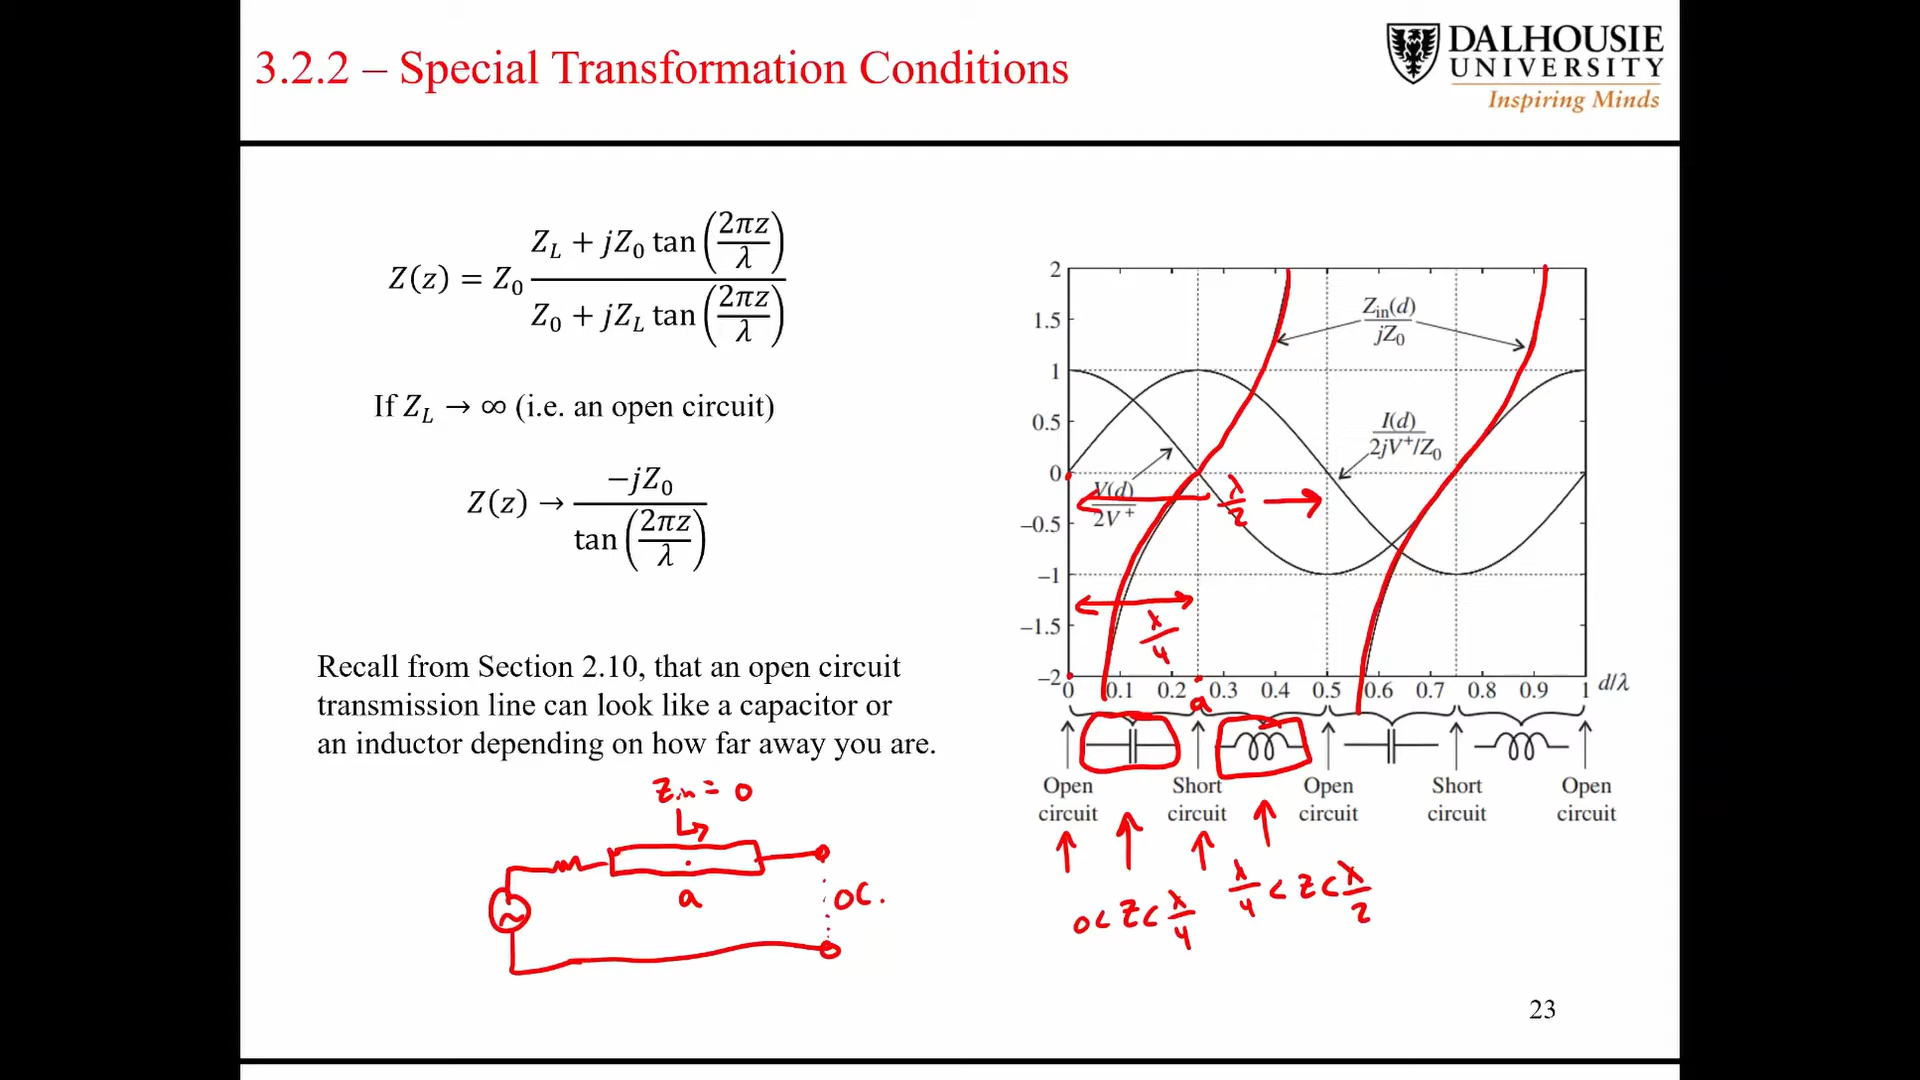 3.2.2 – Special Transformation Conditions
DALHOUSIE
UNIVERSITY
Inspiring Minds
Z(z) = Z₀ (Z_L + jZ₀ tan(2πz/λ)) / (Z₀ + jZ_L tan(2πz/λ))
If Z_L → ∞ (i.e. an open circuit)
Z(z) → −jZ₀ / tan(2πz/λ)
Recall from Section 2.10, that an open circuit
transmission line can look like a capacitor or
an inductor depending on how far away you are.
Zin = 0
a
OC.
2
1.5
1
0.5
0
−0.5
−1
−1.5
−2
Z_in(d)/jZ₀
I(d)/2jV⁺/Z₀
V(d)/2V⁺
λ/2
λ/4
0 0.1 0.2 0.3 0.4 0.5 0.6 0.7 0.8 0.9 1 d/λ
a
Open Short Open Short Open
circuit circuit circuit circuit circuit
0 < Z < λ/4
λ/4 < Z < λ/2
23